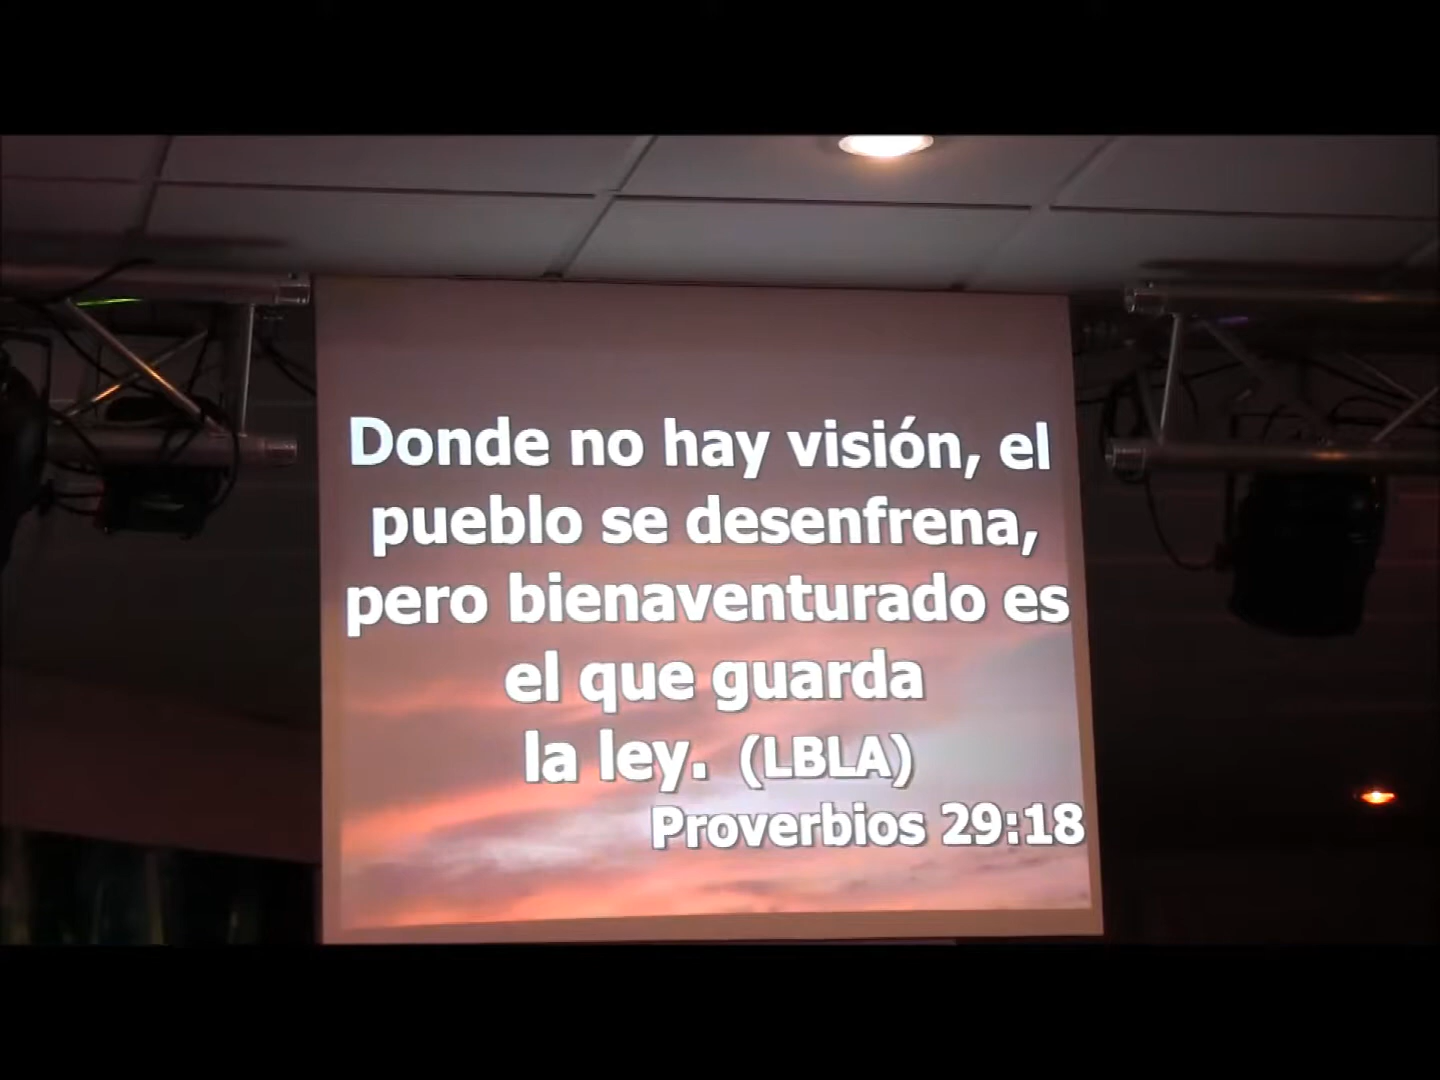 Donde no hay visión, el
pueblo se desenfrena,
pero bienaventurado es
el que guarda
la ley. (LBLA)
Proverbios 29:18